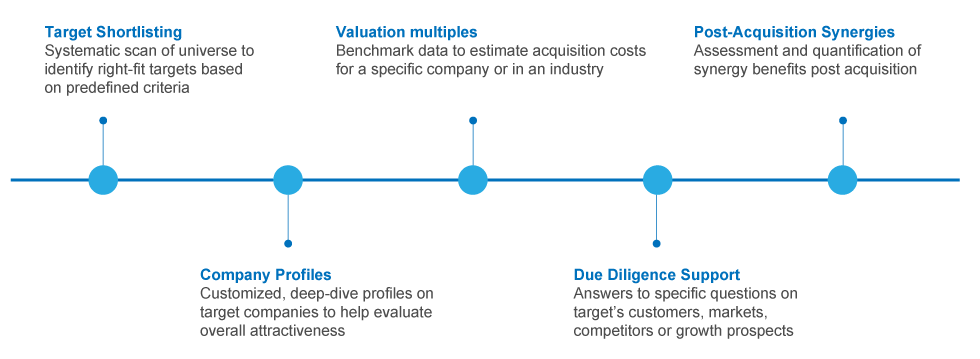 Target Shortlisting
Systematic scan of universe to
identify right-fit targets based
on predefined criteria
Valuation multiples
Benchmark data to estimate acquisition costs
for a specific company or in an industry
Post-Acquisition Synergies
Assessment and quantification of
synergy benefits post acquisition
Company Profiles
Customized, deep-dive profiles on
target companies to help evaluate
overall attractiveness
Due Diligence Support
Answers to specific questions on
target’s customers, markets,
competitors or growth prospects